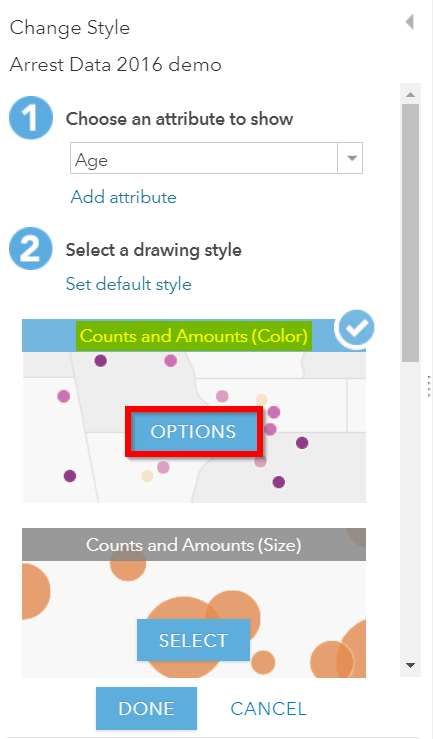 Change Style
Arrest Data 2016 demo
1 Choose an attribute to show
Age
Add attribute
2 Select a drawing style
Set default style
Counts and Amounts (Color)
OPTIONS
Counts and Amounts (Size)
SELECT
DONE CANCEL